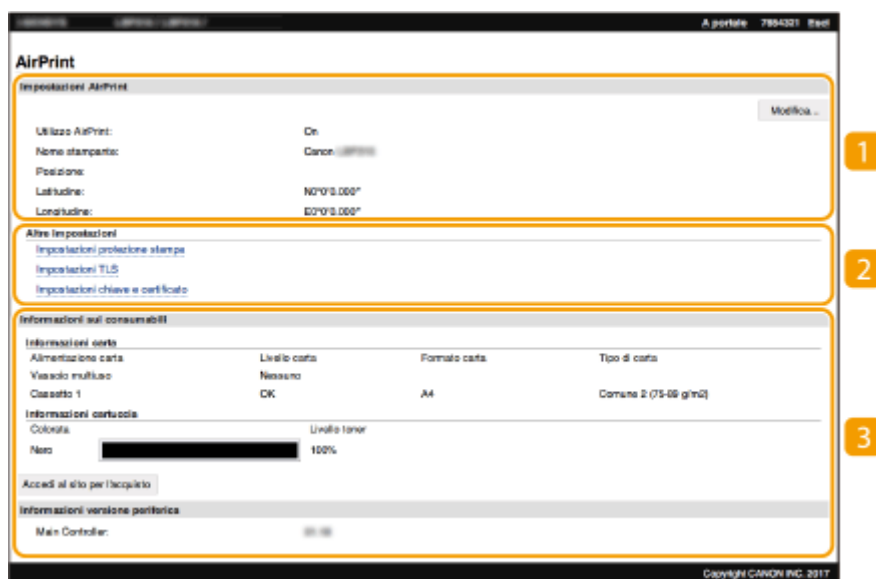 A portale 7654321 Esci
AirPrint
Impostazioni AirPrint
Modifica...
Utilizzo AirPrint: On
Nome stampante: Canon
Posizione:
Latitudine: N0°0'0.000"
Longitudine: E0°0'0.000"
1
Altre impostazioni
Impostazioni protezione stampa
Impostazioni TLS
Impostazioni chiave e certificato
2
Informazioni sui consumabili
Informazioni carta
Alimentazione carta Livello carta Formato carta Tipo di carta
Vassoio multiuso Nessuno
Cassetto 1 OK A4 Comune 2 (75-89 g/m2)
Informazioni cartuccia
Colorata Livello toner
Nero 100%
3
Accedi al sito per l'acquisto
Informazioni versione periferica
Main Controller:
Copyright CANON INC. 2017